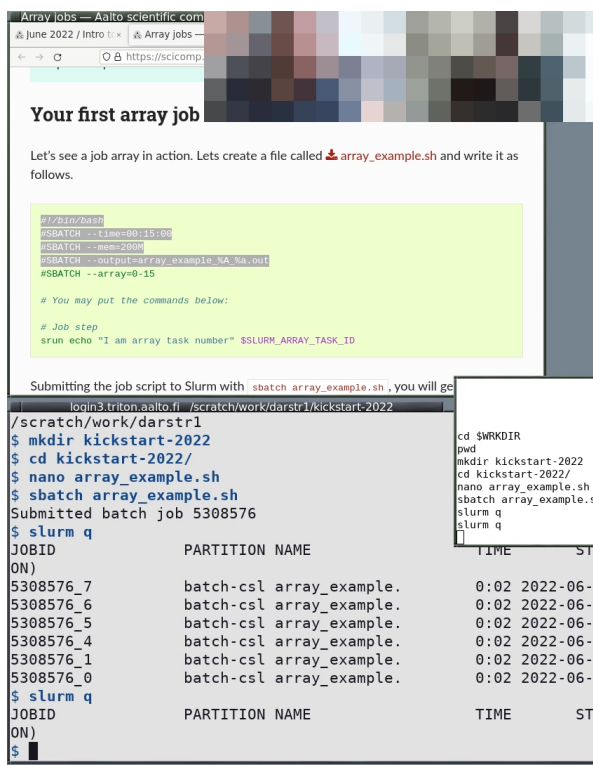 Array jobs — Aalto scientific com
June 2022 / Intro to
Array jobs —
https://scicomp.
Your first array job
Let's see a job array in action. Lets create a file called array_example.sh and write it as
follows.
#!/bin/bash
#SBATCH --time=00:15:00
#SBATCH --mem=200M
#SBATCH --output=array_example_%A_%a.out
#SBATCH --array=0-15
# You may put the commands below:
# Job step
srun echo "I am array task number" $SLURM_ARRAY_TASK_ID
Submitting the job script to Slurm with sbatch array_example.sh, you will ge
login3.triton.aalto.fi /scratch/work/darstr1/kickstart-2022
/scratch/work/darstr1
$ mkdir kickstart-2022
$ cd kickstart-2022/
$ nano array_example.sh
$ sbatch array_example.sh
Submitted batch job 5308576
$ slurm q
JOBID PARTITION NAME TIME ST
ON)
5308576_7 batch-csl array_example. 0:02 2022-06-
5308576_6 batch-csl array_example. 0:02 2022-06-
5308576_5 batch-csl array_example. 0:02 2022-06-
5308576_4 batch-csl array_example. 0:02 2022-06-
5308576_1 batch-csl array_example. 0:02 2022-06-
5308576_0 batch-csl array_example. 0:02 2022-06-
$ slurm q
JOBID PARTITION NAME TIME ST
ON)
$
cd $WRKDIR
pwd
mkdir kickstart-2022
cd kickstart-2022/
nano array_example.sh
sbatch array_example.s
slurm q
slurm q